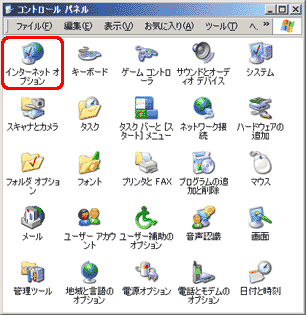 コントロール パネル
ファイル(F) 編集(E) 表示(V) お気に入り(A) ツール(T) ヘ »
インターネット オ
プション
キーボード
ゲーム コントロ
ーラ
サウンドとオーデ
ィオ デバイス
システム
スキャナとカメラ
タスク
タスク バーと [ス
タート] メニュー
ネットワーク接
続
ハードウェアの
追加
フォルダ オプショ
ン
フォント
プリンタと FAX
プログラムの追
加と削除
マウス
メール
ユーザー アカウ
ント
ユーザー補助の
オプション
音声認識
画面
管理ツール
地域と言語の
オプション
電源オプション
電話とモデムの
オプション
日付と時刻